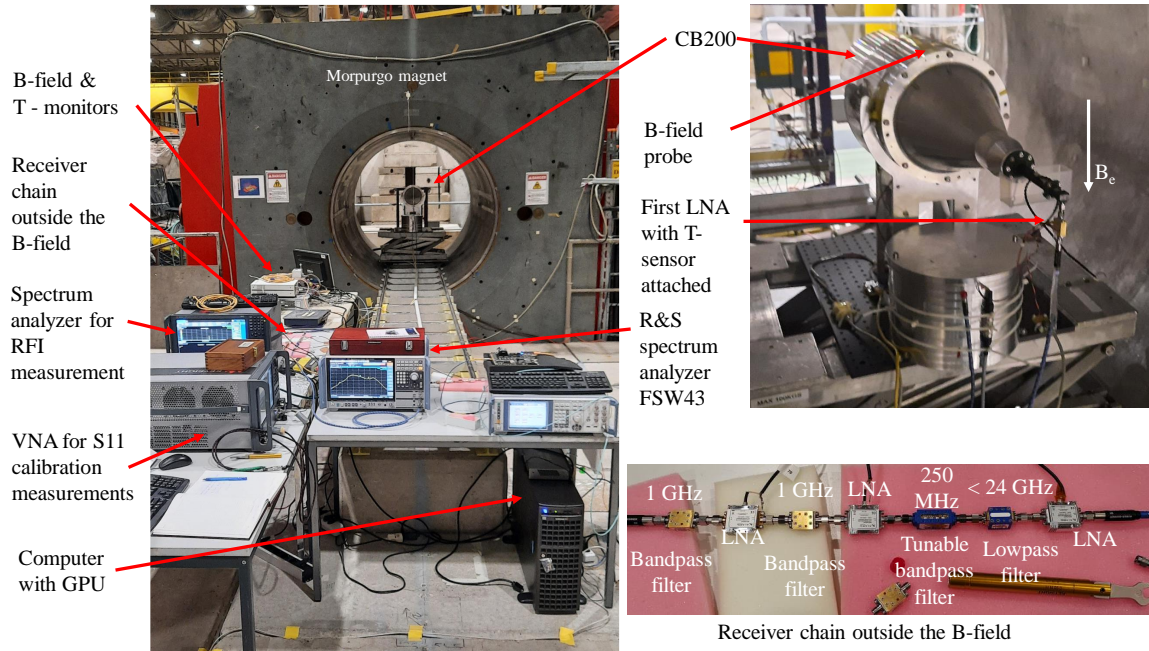 B-field &
T - monitors
Receiver
chain
outside the
B-field
Spectrum
analyzer for
RFI
measurement
VNA for S11
calibration
measurements
Computer
with GPU
Morpurgo magnet
CB200
B-field
probe
First LNA
with T-
sensor
attached
R&S
spectrum
analyzer
FSW43
B_e
MAX 100
1 GHz
Bandpass
filter
LNA
1 GHz
Bandpass
filter
LNA
250
MHz
Tunable
bandpass
filter
< 24 GHz
Lowpass
filter
LNA
Receiver chain outside the B-field